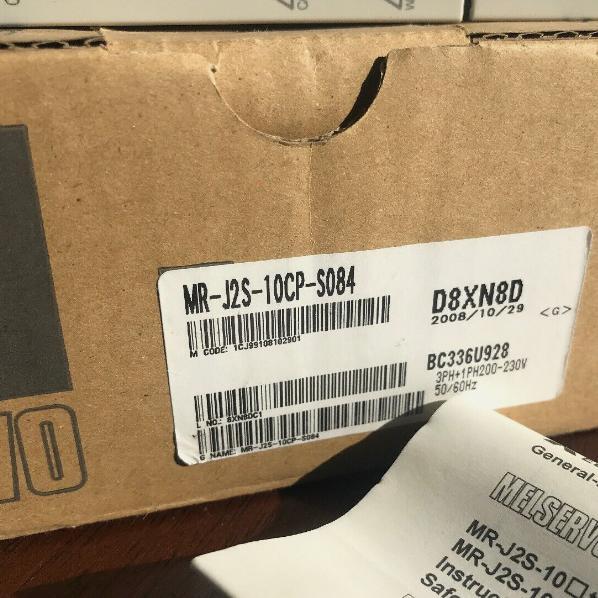 MR-J2S-10CP-S084
D8XN8D
2008/10/29 <G>
M CODE: 1CJ99108102901
BC336U928
3PH+1PH200-230V
50/60Hz
L NO.: 8XN8DC1
G NAME: MR-J2S-10CP-S084
General-
MELSERVO
MR-J2S-10□
MR-J2S-10
Instruc
Safe